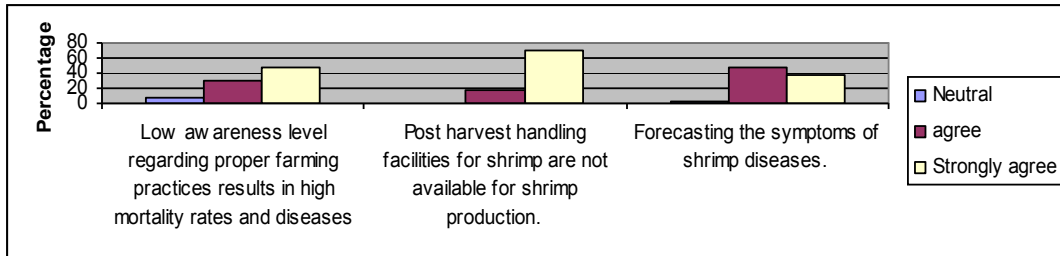 Percentage
80
60
40
20
0
Low awareness level
regarding proper farming
practices results in high
mortality rates and diseases
Post harvest handling
facilities for shrimp are not
available for shrimp
production.
Forecasting the symptoms of
shrimp diseases.
Neutral
agree
Strongly agree